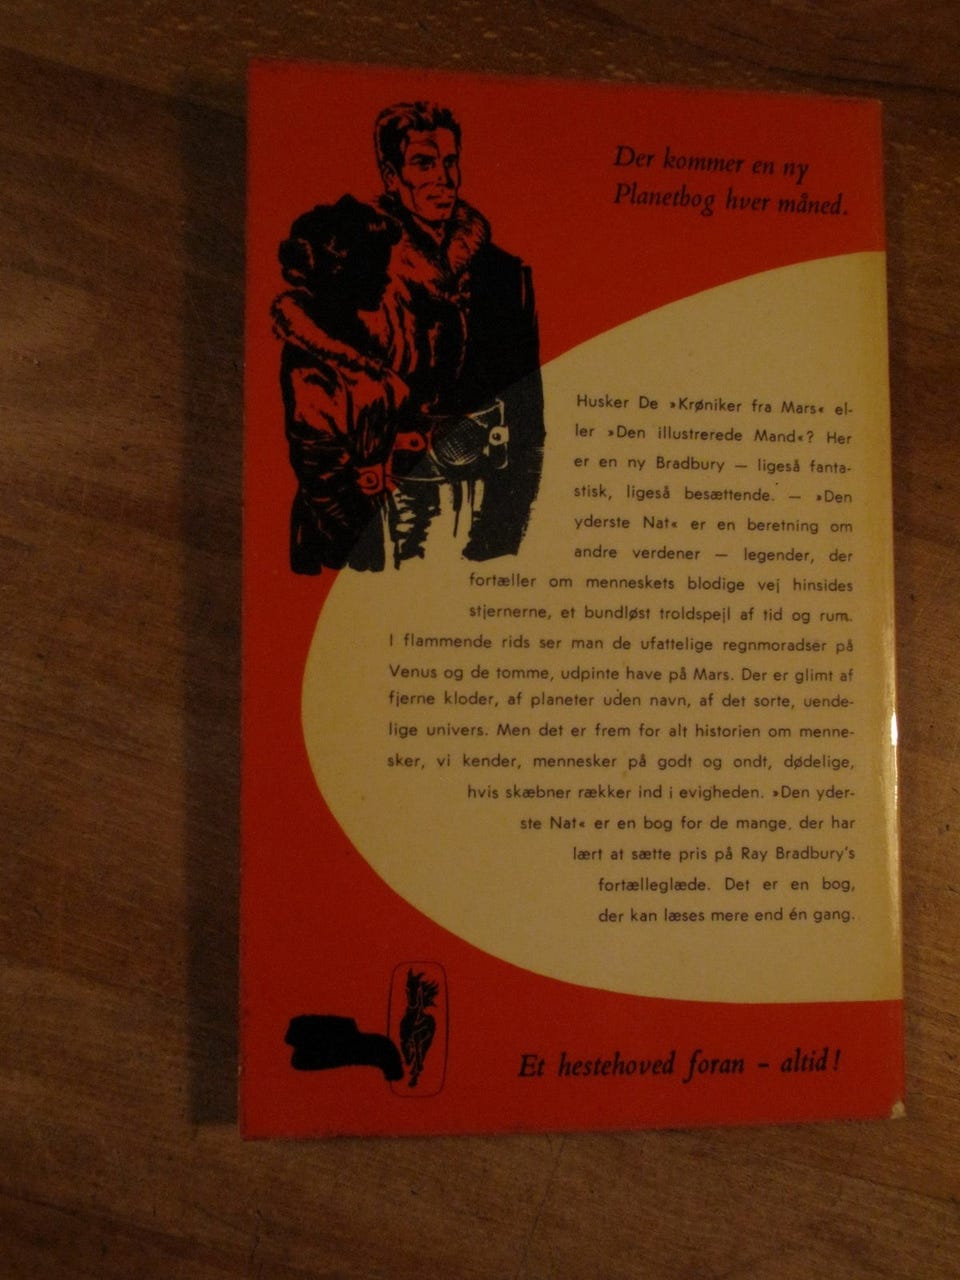 Der kommer en ny
Planetbog hver måned.
Husker De »Krøniker fra Mars« el-
ler »Den illustrerede Mand«? Her
er en ny Bradbury — ligeså fanta-
stisk, ligeså besættende. — »Den
yderste Nat« er en beretning om
andre verdener — legender, der
fortæller om menneskets blodige vej hinsides
stjernerne, et bundløst troldspejl af tid og rum.
I flammende rids ser man de ufattelige regnmoradser på
Venus og de tomme, udpinte have på Mars. Der er glimt af
fjerne kloder, af planeter uden navn, af det sorte, uende-
lige univers. Men det er frem for alt historien om menne-
sker, vi kender, mennesker på godt og ondt, dødelige,
hvis skæbner rækker ind i evigheden. »Den yder-
ste Nat« er en bog for de mange, der har
lært at sætte pris på Ray Bradbury's
fortælleglæde. Det er en bog,
der kan læses mere end én gang.
Et hestehoved foran – altid!